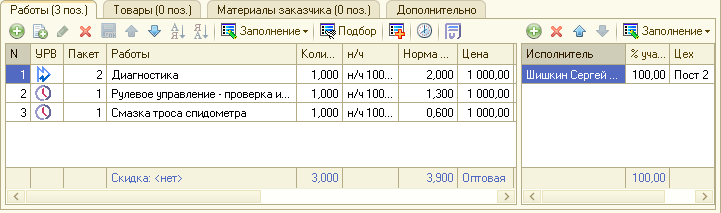 Работы (3 поз.) Товары (0 поз.) Материалы заказчика (0 поз.) Дополнительно
Заполнение Подбор Заполнение
N УРВ Пакет Работы Коли... н/ч Норма ... Цена Исполнитель % уча... Цех
1 2 Диагностика 1,000 н/ч 100... 2,000 1 000,00 Шишкин Сергей ... 100,00 Пост 2
2 1 Рулевое управление - проверка и... 1,000 н/ч 100... 1,300 1 000,00
3 1 Смазка троса спидометра 1,000 н/ч 100... 0,600 1 000,00
Скидка: <нет> 3,000 3,900 Оптовая 100,00